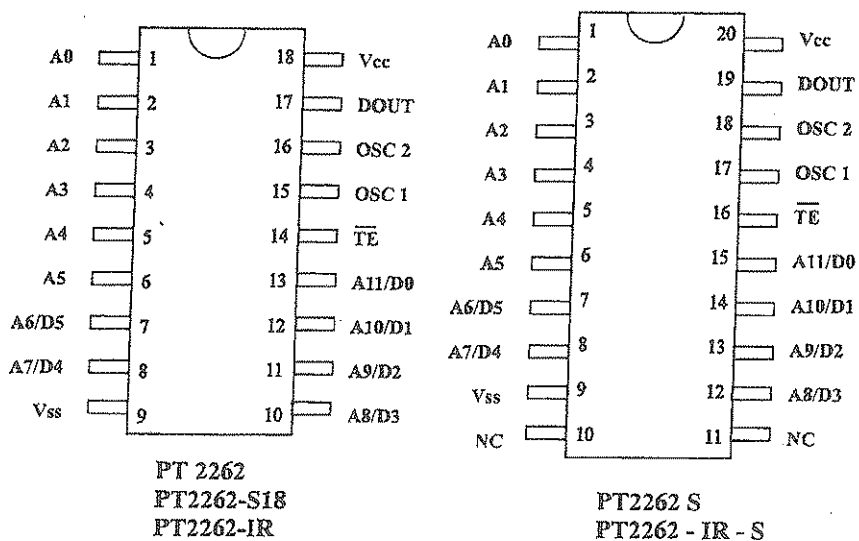 A0 1 18 Vcc
A1 2 17 DOUT
A2 3 16 OSC 2
A3 4 15 OSC 1
A4 5 14 T̅E̅
A5 6 13 A11/D0
A6/D5 7 12 A10/D1
A7/D4 8 11 A9/D2
Vss 9 10 A8/D3
PT 2262
PT2262-S18
PT2262-IR
A0 1 20 Vcc
A1 2 19 DOUT
A2 3 18 OSC 2
A3 4 17 OSC 1
A4 5 16 T̅E̅
A5 6 15 A11/D0
A6/D5 7 14 A10/D1
A7/D4 8 13 A9/D2
Vss 9 12 A8/D3
NC 10 11 NC
PT2262 S
PT2262 - IR - S